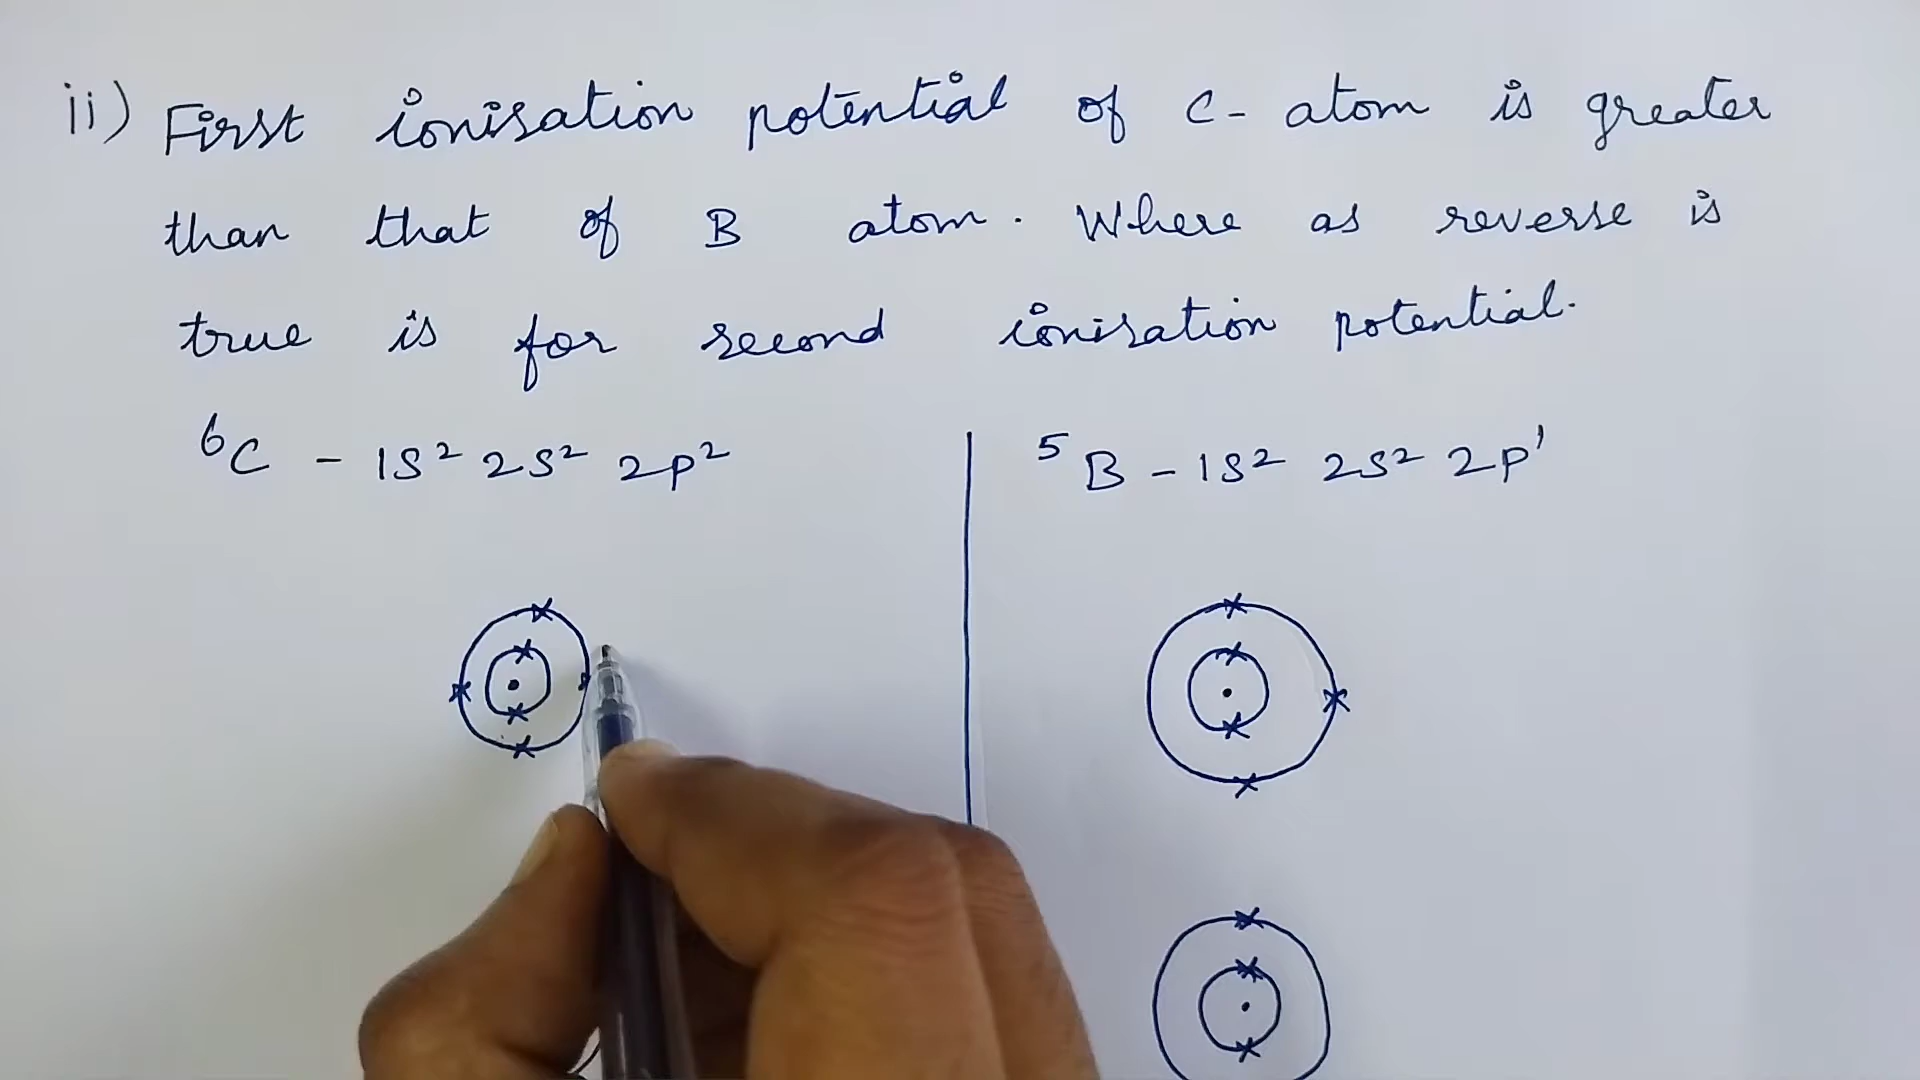 ii) First ionisation potential of C- atom is greater
than that of B atom. Where as reverse is
true is for second ionisation potential.
⁶C - 1S² 2S² 2P²
⁵B - 1S² 2S² 2P¹